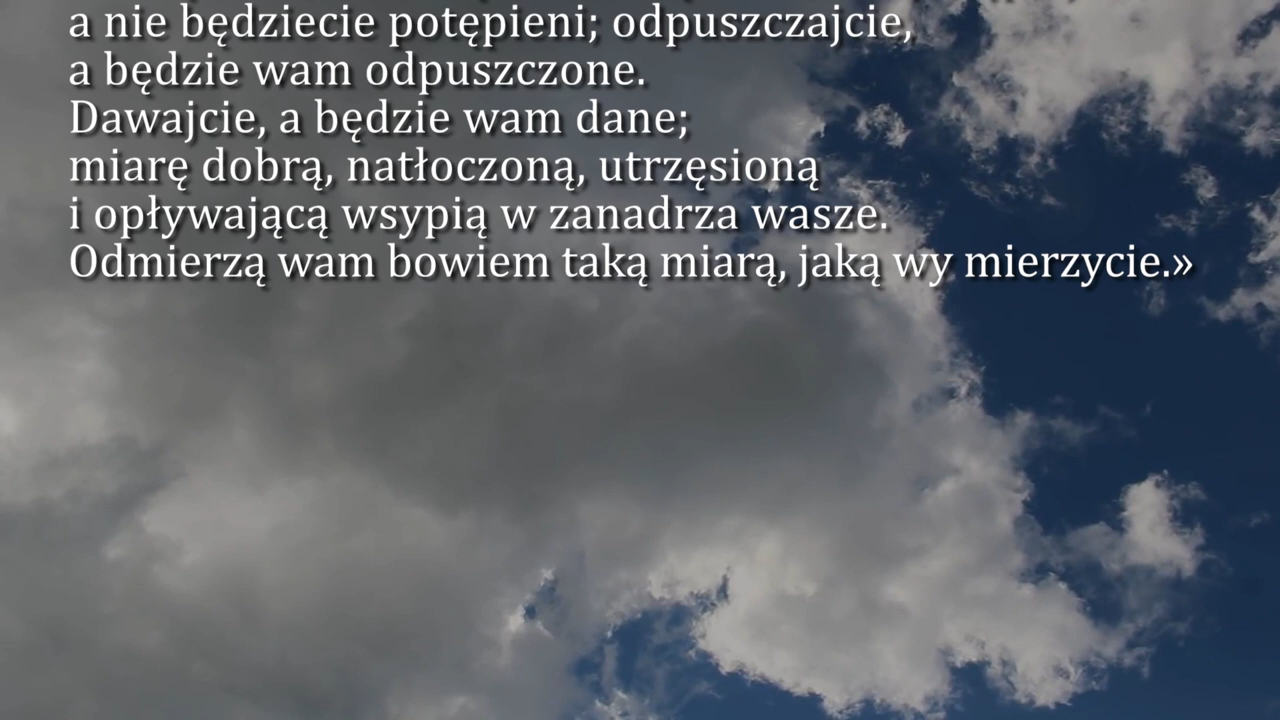 a nie będziecie potępieni; odpuszczajcie,
a będzie wam odpuszczone.
Dawajcie, a będzie wam dane;
miarę dobrą, natłoczoną, utrzęsioną
i opływającą wsypią w zanadrza wasze.
Odmierzą wam bowiem taką miarą, jaką wy mierzycie.»